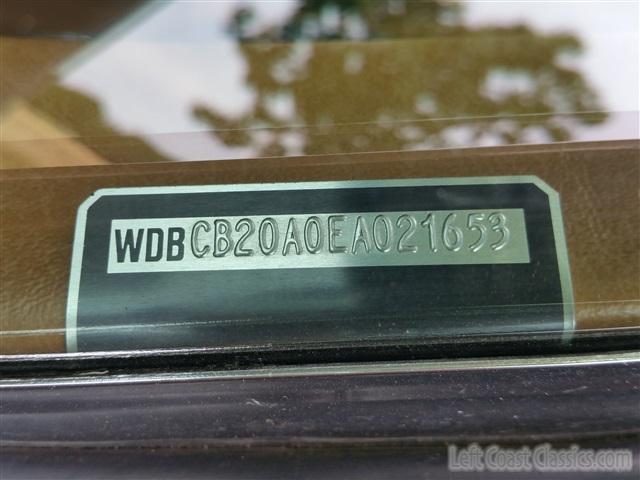 WDBCB20A0EA021653
Left Coast Classics.com